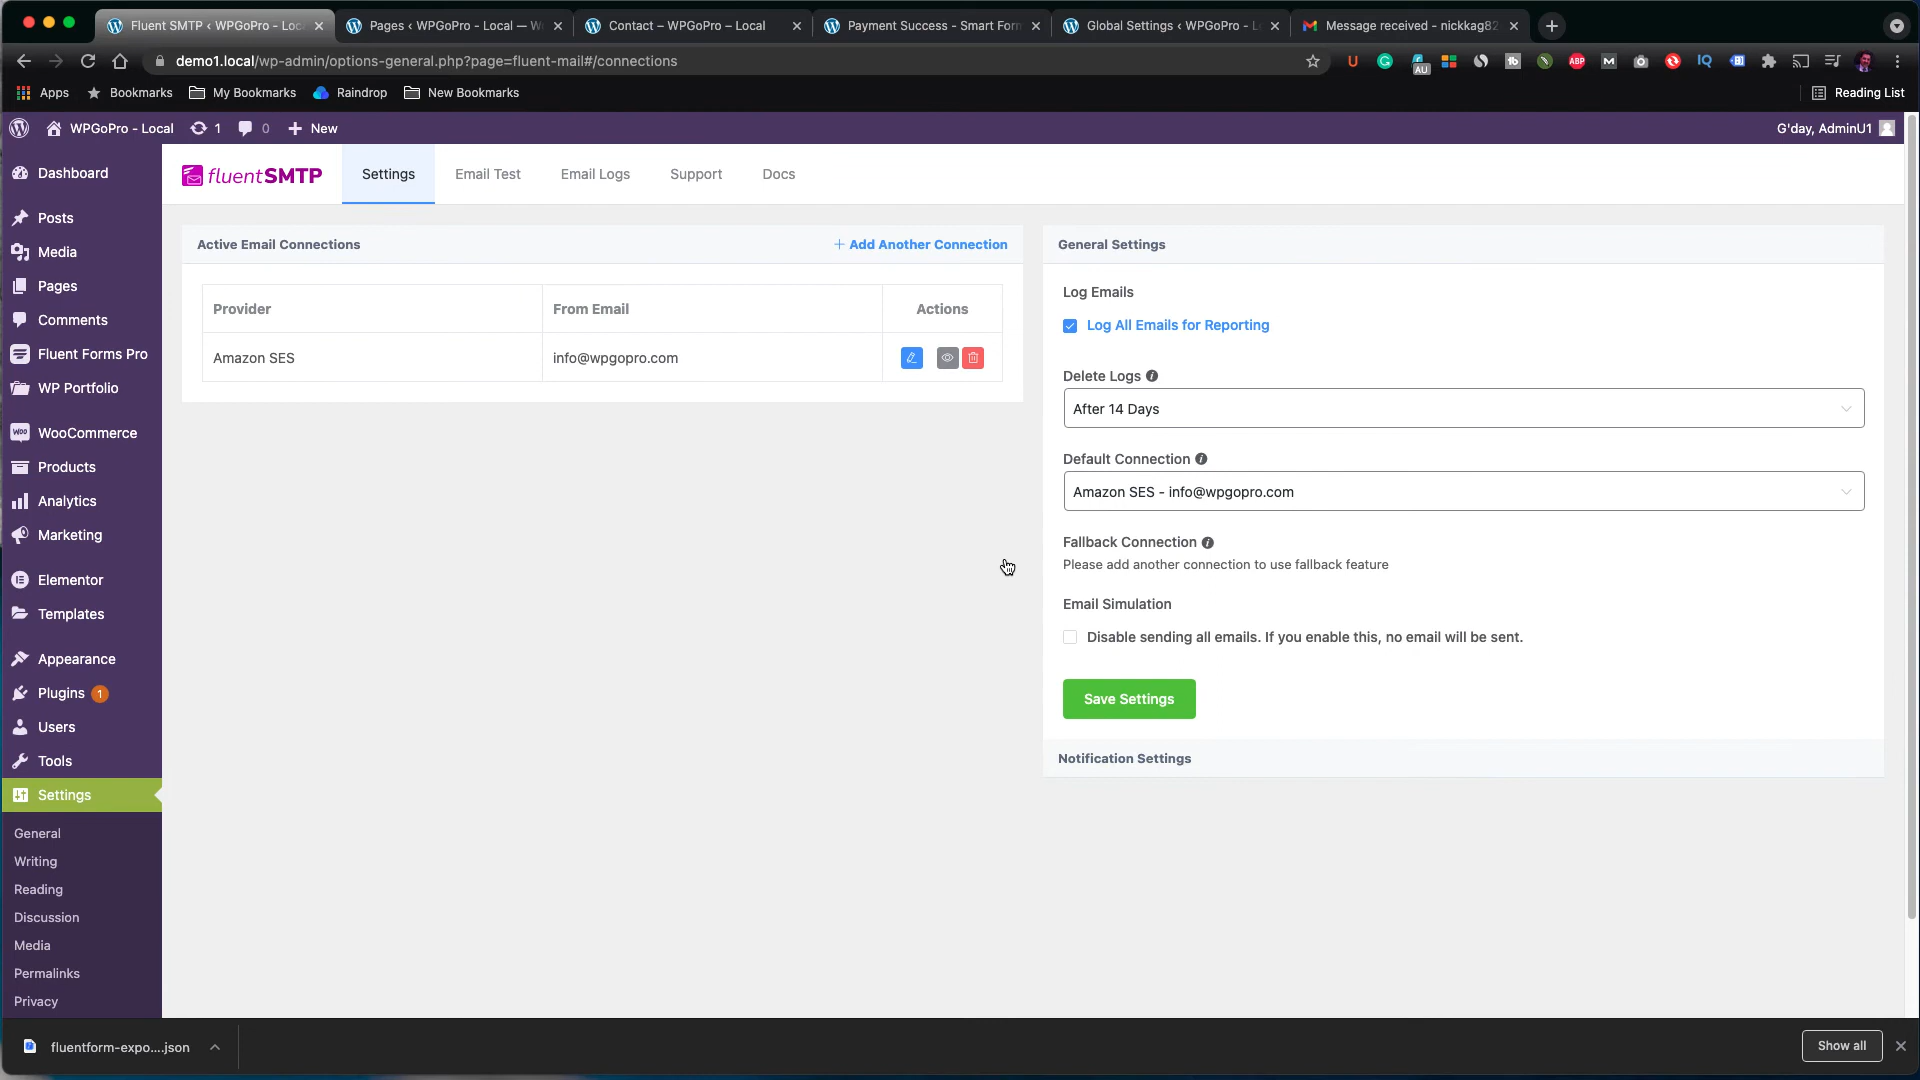 Fluent SMTP ‹ WPGoPro - Loc
Pages ‹ WPGoPro - Local — W
Contact – WPGoPro – Local
Payment Success - Smart Form
Global Settings ‹ WPGoPro - L
Message received - nickkag82
demo1.local/wp-admin/options-general.php?page=fluent-mail#/connections
Apps
Bookmarks
My Bookmarks
Raindrop
New Bookmarks
Reading List
WPGoPro - Local
1
0
New
G'day, AdminU1
Dashboard
Posts
Media
Pages
Comments
Fluent Forms Pro
WP Portfolio
WooCommerce
Products
Analytics
Marketing
Elementor
Templates
Appearance
Plugins 1
Users
Tools
Settings
General
Writing
Reading
Discussion
Media
Permalinks
Privacy
fluentSMTP
Settings
Email Test
Email Logs
Support
Docs
Active Email Connections
+ Add Another Connection
Provider
From Email
Actions
Amazon SES
info@wpgopro.com
General Settings
Log Emails
Log All Emails for Reporting
Delete Logs
After 14 Days
Default Connection
Amazon SES - info@wpgopro.com
Fallback Connection
Please add another connection to use fallback feature
Email Simulation
Disable sending all emails. If you enable this, no email will be sent.
Save Settings
Notification Settings
fluentform-expo....json
Show all